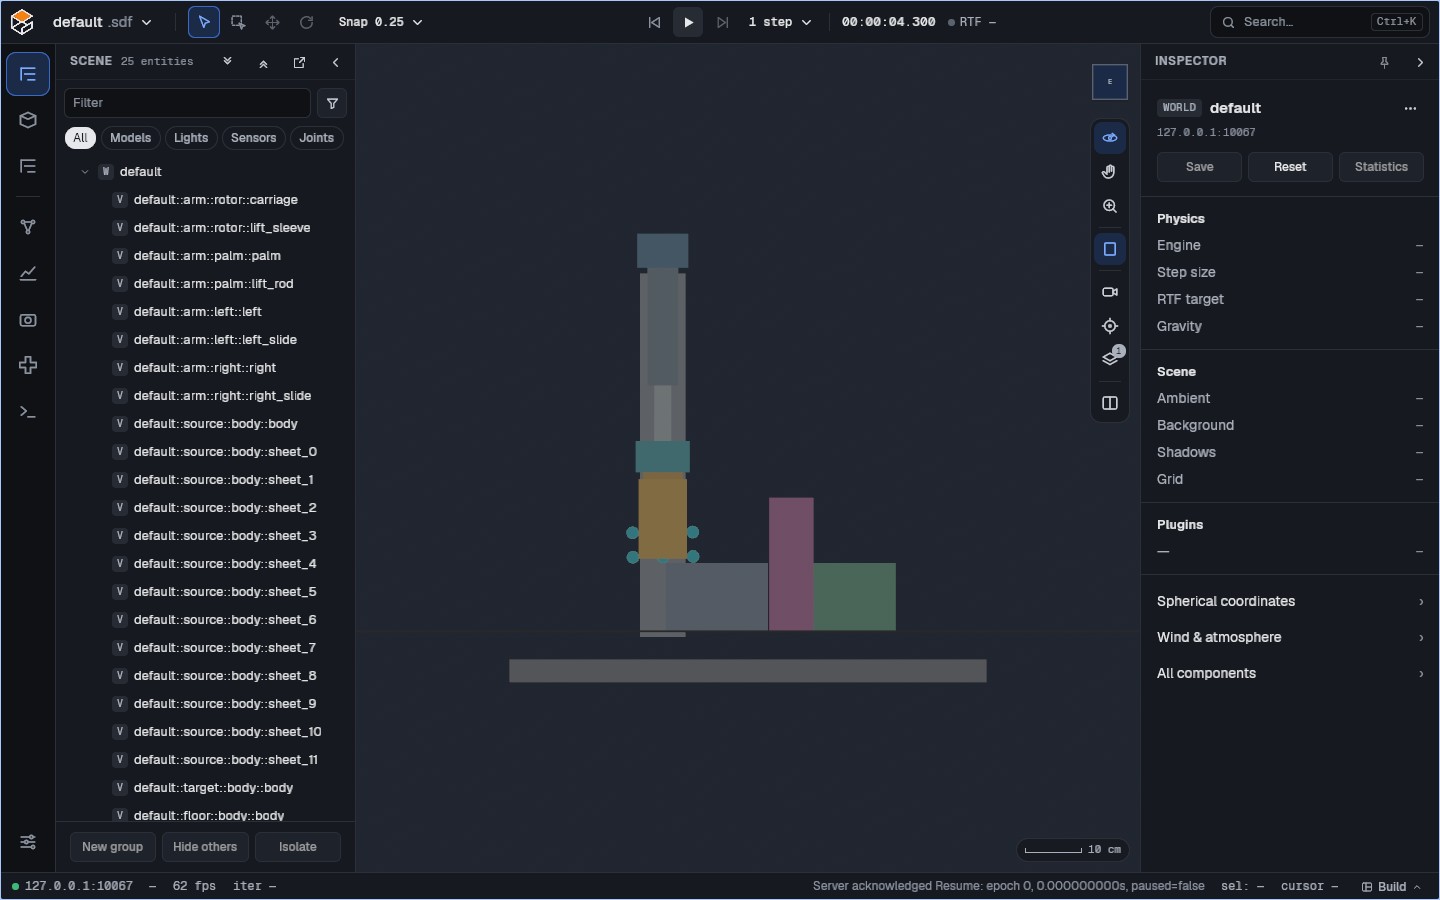 default .sdf
Snap 0.25
1 step
00:00:04.300
RTF –
Search...
Ctrl+K
SCENE 25 entities
Filter
All
Models
Lights
Sensors
Joints
W default
V default::arm::rotor::carriage
V default::arm::rotor::lift_sleeve
V default::arm::palm::palm
V default::arm::palm::lift_rod
V default::arm::left::left
V default::arm::left::left_slide
V default::arm::right::right
V default::arm::right::right_slide
V default::source::body::body
V default::source::body::sheet_0
V default::source::body::sheet_1
V default::source::body::sheet_2
V default::source::body::sheet_3
V default::source::body::sheet_4
V default::source::body::sheet_5
V default::source::body::sheet_6
V default::source::body::sheet_7
V default::source::body::sheet_8
V default::source::body::sheet_9
V default::source::body::sheet_10
V default::source::body::sheet_11
V default::target::body::body
V default::floor::body::body
New group
Hide others
Isolate
E
1
10 cm
INSPECTOR
WORLD default
127.0.0.1:10067
Save
Reset
Statistics
Physics
Engine –
Step size –
RTF target –
Gravity –
Scene
Ambient –
Background –
Shadows –
Grid –
Plugins
— –
Spherical coordinates
Wind & atmosphere
All components
127.0.0.1:10067 – 62 fps iter –
Server acknowledged Resume: epoch 0, 0.000000000s, paused=false
sel: –
cursor –
Build